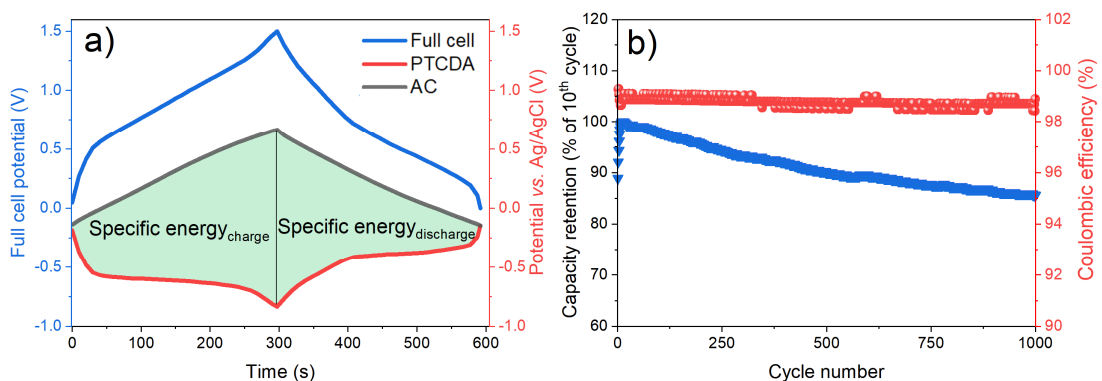 a)
Full cell
PTCDA
AC
1.5
1.0
0.5
0.0
-0.5
-1.0
Full cell potential (V)
1.5
1.0
0.5
0.0
-0.5
-1.0
Potential vs. Ag/AgCl (V)
Specific energycharge
Specific energydischarge
0 100 200 300 400 500 600
Time (s)
b)
120
110
100
90
80
70
60
Capacity retention (% of 10th cycle)
102
100
98
96
94
92
90
Coulombic efficiency (%)
0 250 500 750 1000
Cycle number